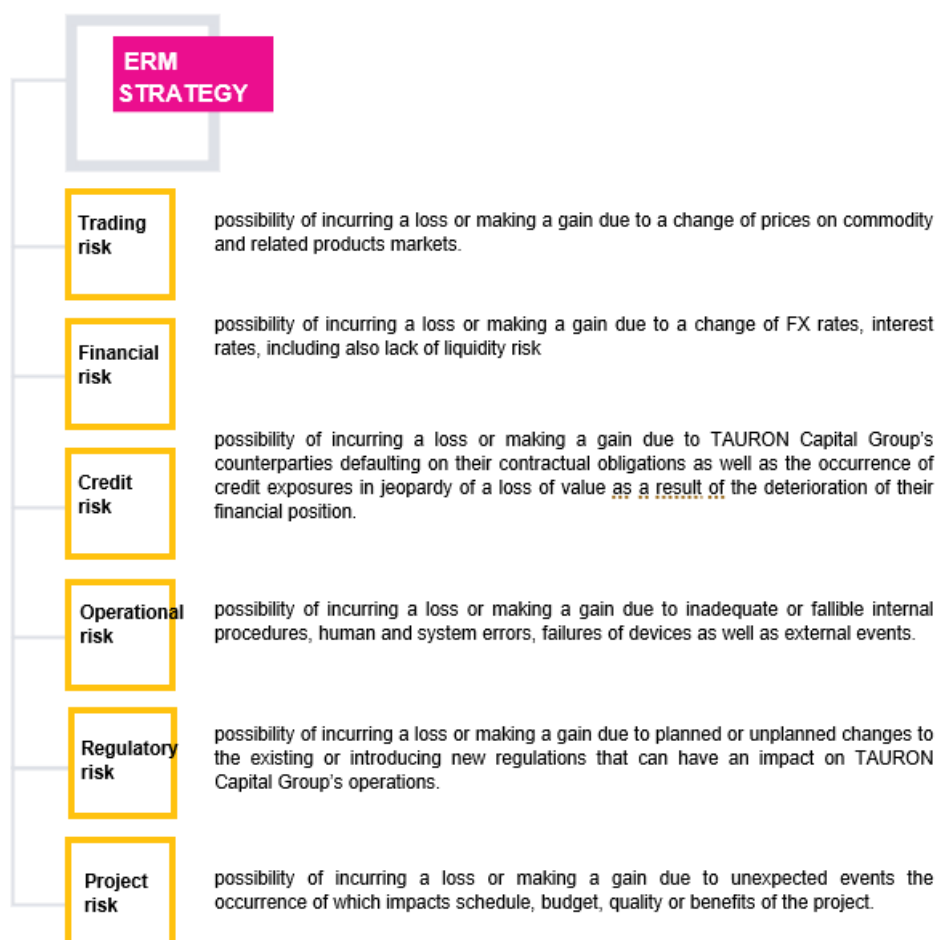 ERM
STRATEGY
Trading
risk
possibility of incurring a loss or making a gain due to a change of prices on commodity
and related products markets.
Financial
risk
possibility of incurring a loss or making a gain due to a change of FX rates, interest
rates, including also lack of liquidity risk
Credit
risk
possibility of incurring a loss or making a gain due to TAURON Capital Group’s
counterparties defaulting on their contractual obligations as well as the occurrence of
credit exposures in jeopardy of a loss of value as a result of the deterioration of their
financial position.
Operational
risk
possibility of incurring a loss or making a gain due to inadequate or fallible internal
procedures, human and system errors, failures of devices as well as external events.
Regulatory
risk
possibility of incurring a loss or making a gain due to planned or unplanned changes to
the existing or introducing new regulations that can have an impact on TAURON
Capital Group’s operations.
Project
risk
possibility of incurring a loss or making a gain due to unexpected events the
occurrence of which impacts schedule, budget, quality or benefits of the project.